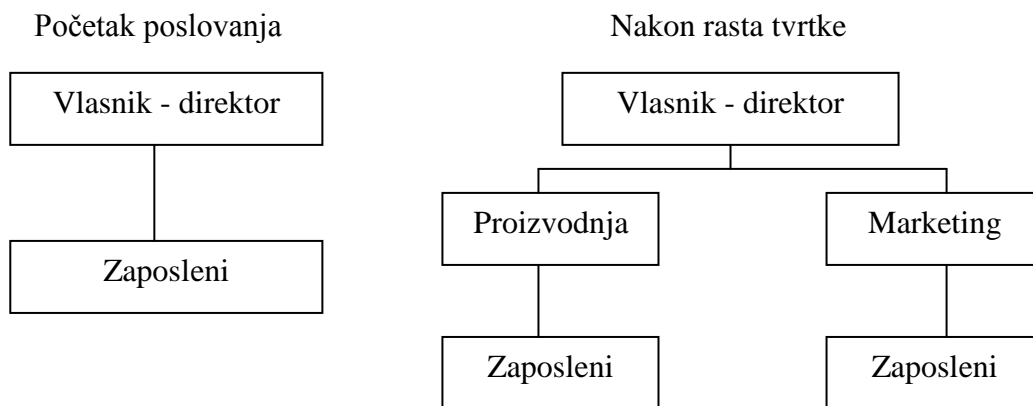 Početak poslovanja
Vlasnik - direktor
Zaposleni
Nakon rasta tvrtke
Vlasnik - direktor
Proizvodnja
Marketing
Zaposleni
Zaposleni